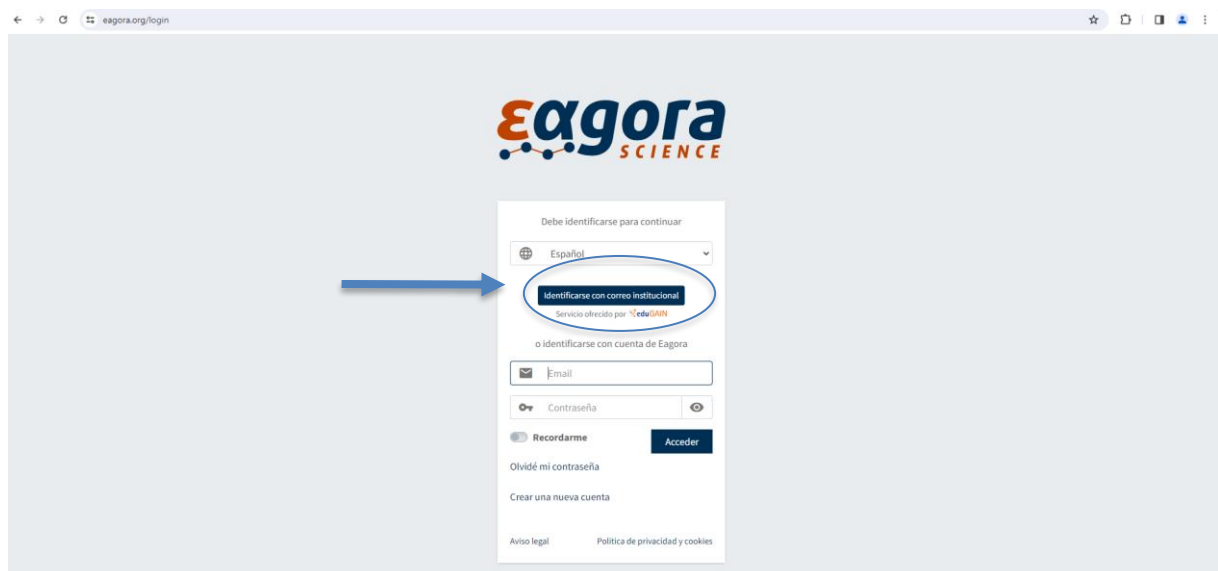 eagora.org/login
εαgora
SCIENCE
Debe identificarse para continuar
Español
Identificarse con correo institucional
Servicio ofrecido por eduGAIN
o identificarse con cuenta de Eagora
Email
Contraseña
Recordarme
Acceder
Olvidé mi contraseña
Crear una nueva cuenta
Aviso legal Política de privacidad y cookies